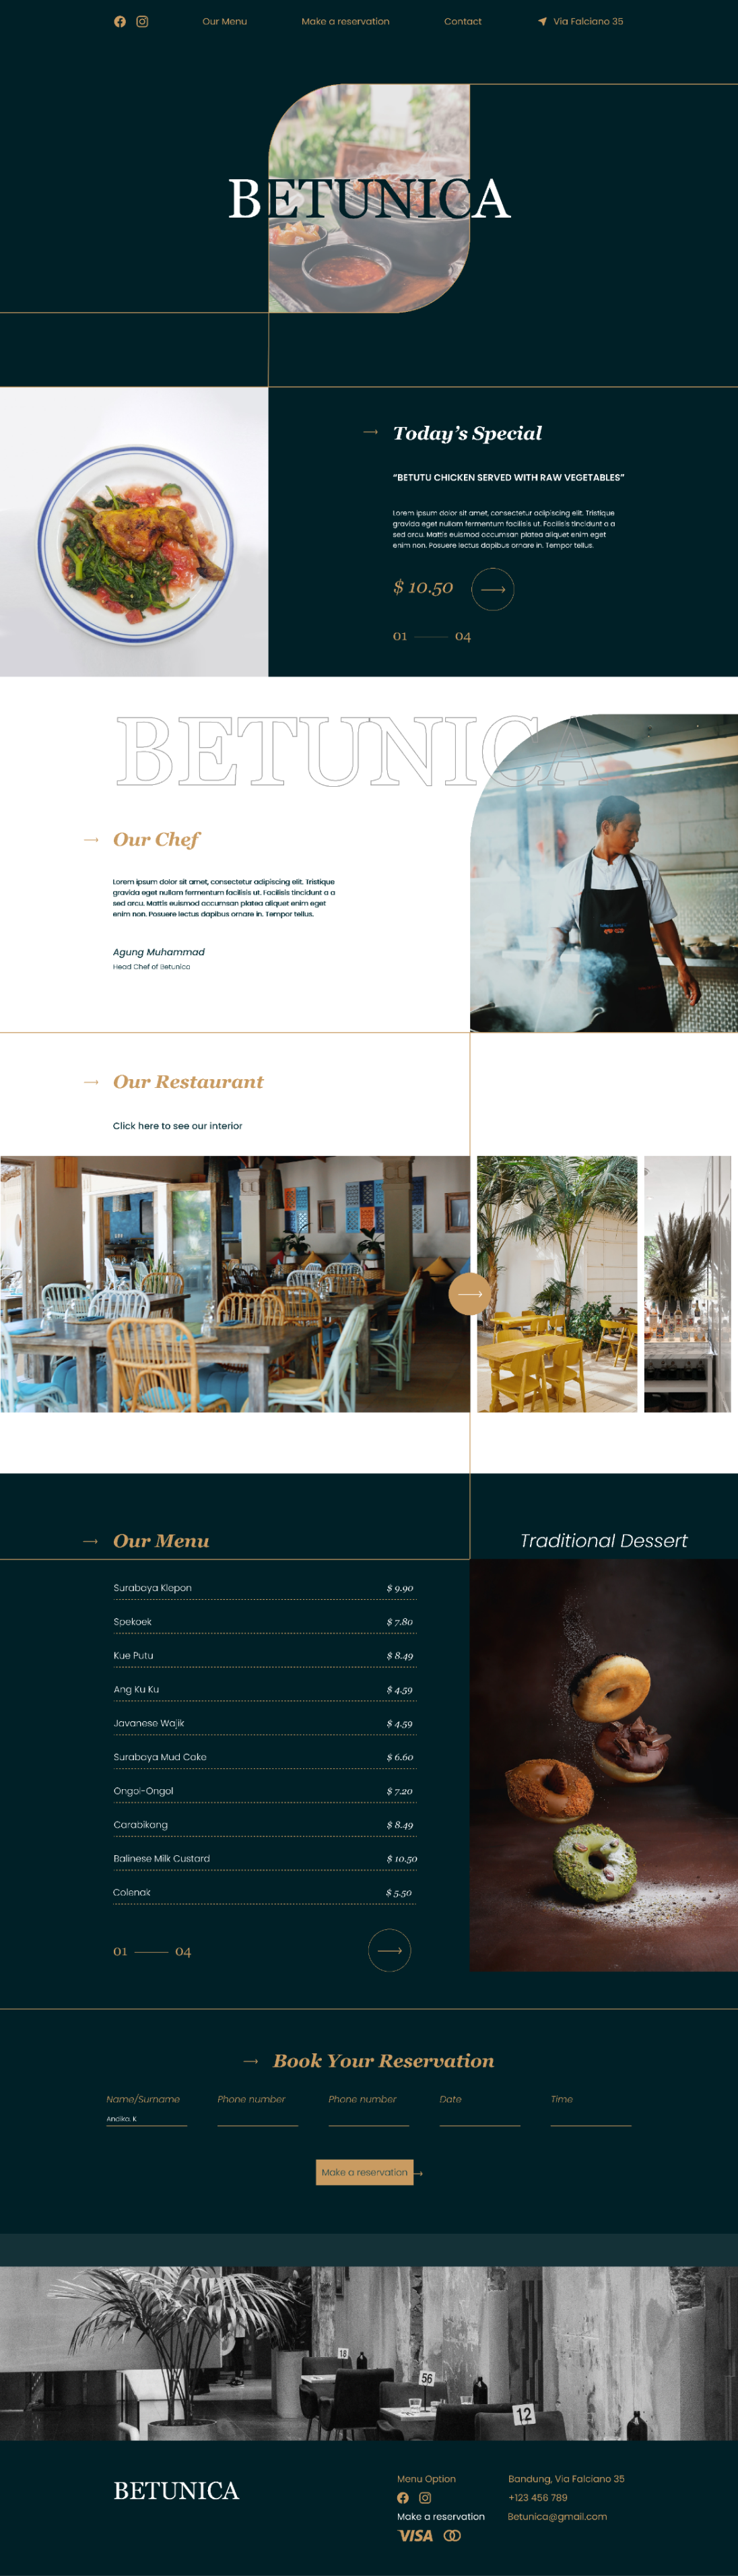 Our Menu
Make a reservation
Contact
Via Falciano 35
BETUNICA
Today's Special
“BETUTU CHICKEN SERVED WITH RAW VEGETABLES”
Lorem ipsum dolor sit amet, consectetur adipiscing elit. Tristique
gravida eget nullam fermentum facilisis ut. Facilisis tincidunt a a
sed arcu. Mattis euismod accumsan platea aliquet enim eget
enim non. Posuere lectus dapibus ornare in. Tempor tellus.
$ 10.50
01
04
BETUNICA
Our Chef
Lorem ipsum dolor sit amet, consectetur adipiscing elit. Tristique
gravida eget nullam fermentum facilisis ut. Facilisis tincidunt a a
sed arcu. Mattis euismod accumsan platea aliquet enim eget
enim non. Posuere lectus dapibus ornare in. Tempor tellus.
Agung Muhammad
Head Chef of Betunica
Our Restaurant
Click here to see our interior
Our Menu
Traditional Dessert
Surabaya Klepon $ 9.90
Spekoek $ 7.80
Kue Putu $ 8.49
Ang Ku Ku $ 4.59
Javanese Wajik $ 4.59
Surabaya Mud Cake $ 6.60
Ongol-Ongol $ 7.20
Carabikang $ 8.49
Balinese Milk Custard $ 10.50
Colenak $ 5.50
01
04
Book Your Reservation
Name/Surname
Phone number
Phone number
Date
Time
Andika. K
Make a reservation
18
56
12
BETUNICA
Menu Option
Bandung, Via Falciano 35
+123 456 789
Make a reservation
Betunica@gmail.com
VISA